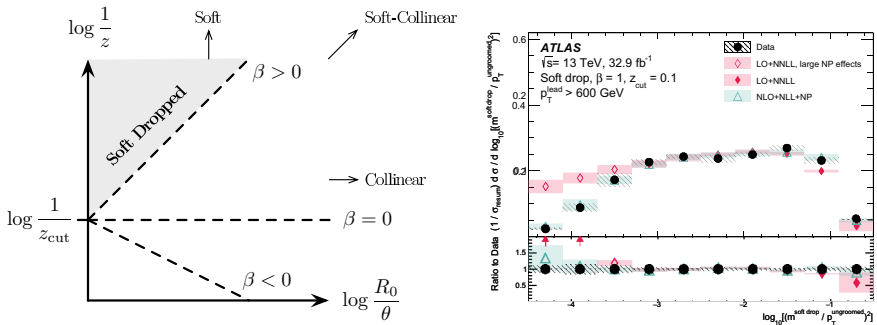 log 1/z
Soft
Soft-Collinear
β > 0
Soft Dropped
Collinear
log 1/z_cut
β = 0
β < 0
log R_0/θ
ATLAS
√s= 13 TeV, 32.9 fb⁻¹
Soft drop, β = 1, z_cut = 0.1
p_T^lead > 600 GeV
Data
LO+NNLL, large NP effects
LO+NNLL
NLO+NLL+NP
(1 / σ_resum) d σ / d log₁₀[(m^soft drop / p_T^ungroomed)²]
0.6
0.4
0.2
0.2
Ratio to Data
1.5
1
0.5
−4
−3
−2
−1
log₁₀[(m^soft drop / p_T^ungroomed)²]